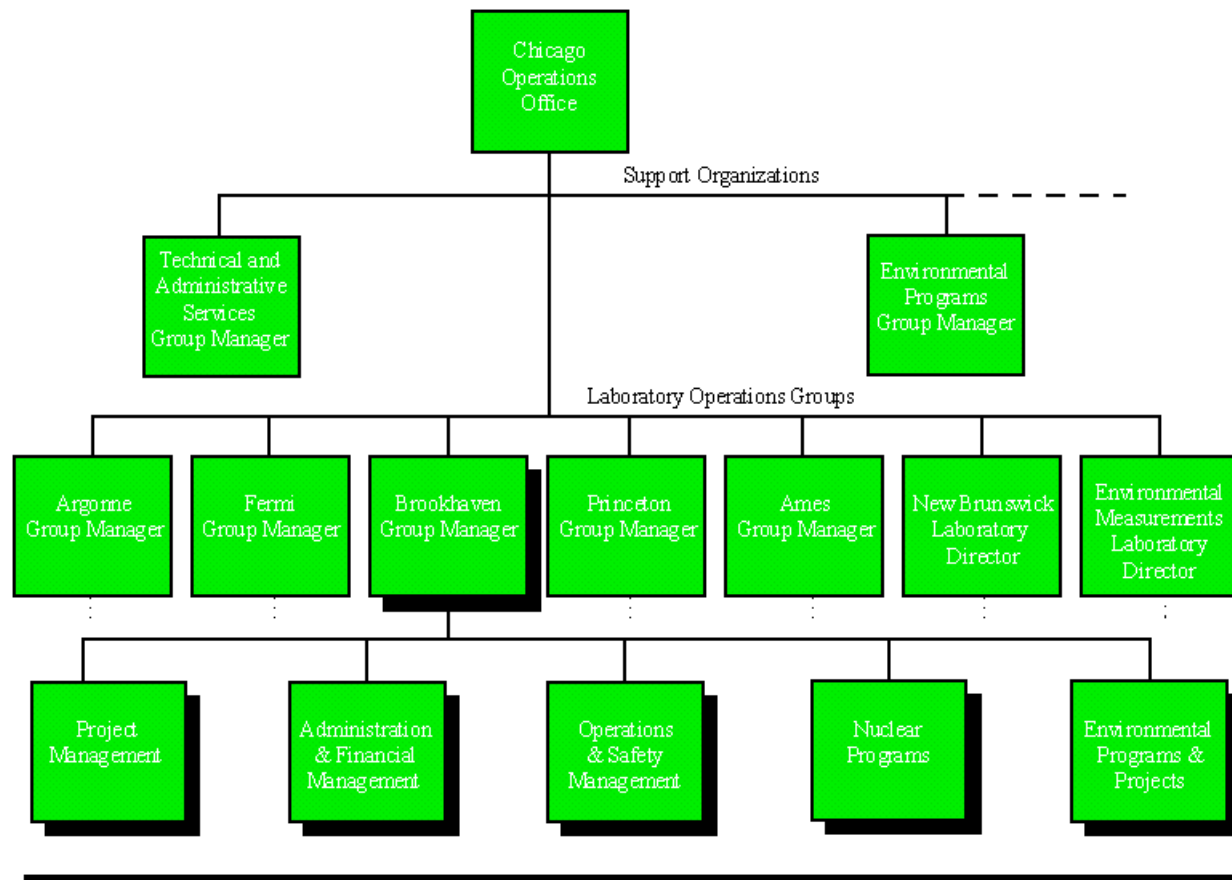 Chicago
Operations
Office
Support Organizations
Technical and
Administrative
Services
Group Manager
Environmental
Programs
Group Manager
Laboratory Operations Groups
Argonne
Group Manager
Fermi
Group Manager
Brookhaven
Group Manager
Princeton
Group Manager
Ames
Group Manager
New Brunswick
Laboratory
Director
Environmental
Measurements
Laboratory
Director
Project
Management
Administration
& Financial
Management
Operations
& Safety
Management
Nuclear
Programs
Environmental
Programs &
Projects